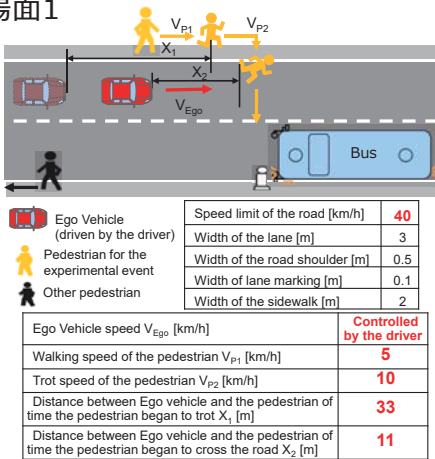 場面1
V_P1
V_P2
X_1
X_2
V_Ego
Bus
Ego Vehicle
(driven by the driver)
Pedestrian for the
experimental event
Other pedestrian
Speed limit of the road [km/h] 40
Width of the lane [m] 3
Width of the road shoulder [m] 0.5
Width of lane marking [m] 0.1
Width of the sidewalk [m] 2
Ego Vehicle speed V_Ego [km/h] Controlled
by the driver
Walking speed of the pedestrian V_P1 [km/h] 5
Trot speed of the pedestrian V_P2 [km/h] 10
Distance between Ego vehicle and the pedestrian of
time the pedestrian began to trot X_1 [m] 33
Distance between Ego vehicle and the pedestrian of
time the pedestrian began to cross the road X_2 [m] 11